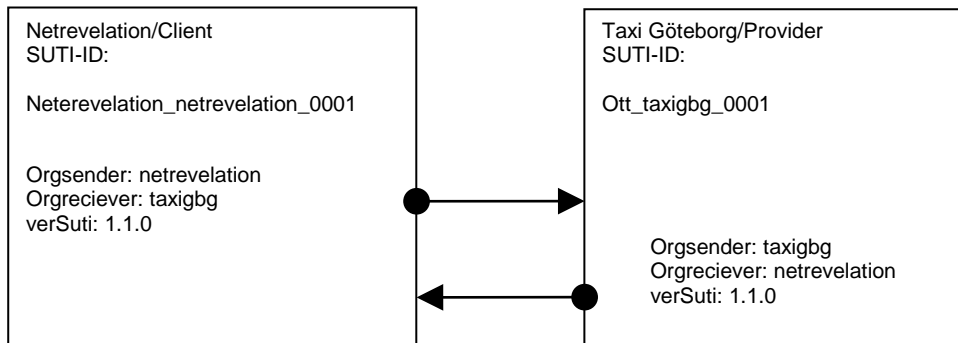 Netrevelation/Client
SUTI-ID:
Neterevelation_netrevelation_0001
Orgsender: netrevelation
Orgreciever: taxigbg
verSuti: 1.1.0
Taxi Göteborg/Provider
SUTI-ID:
Ott_taxigbg_0001
Orgsender: taxigbg
Orgreciever: netrevelation
verSuti: 1.1.0